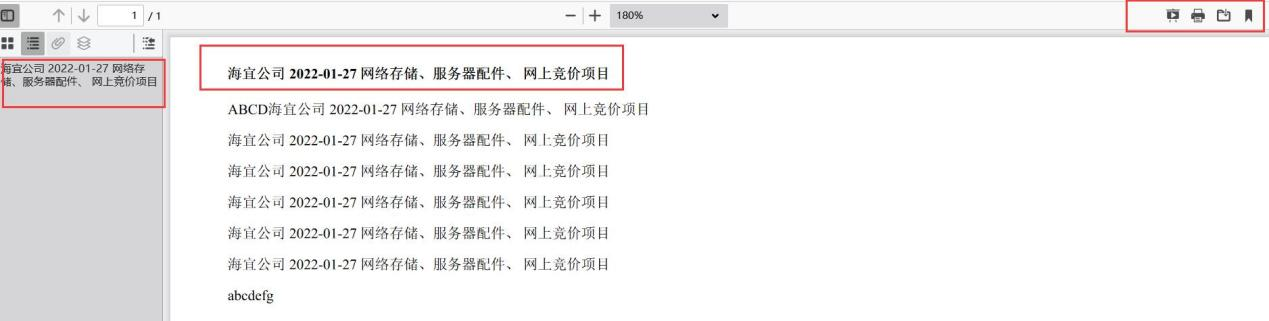 1 / 1
180%
海宜公司 2022-01-27 网络存
储、服务器配件、 网上竞价项目
海宜公司 2022-01-27 网络存储、服务器配件、 网上竞价项目
ABCD海宜公司 2022-01-27 网络存储、服务器配件、 网上竞价项目
海宜公司 2022-01-27 网络存储、服务器配件、 网上竞价项目
海宜公司 2022-01-27 网络存储、服务器配件、 网上竞价项目
海宜公司 2022-01-27 网络存储、服务器配件、 网上竞价项目
海宜公司 2022-01-27 网络存储、服务器配件、 网上竞价项目
海宜公司 2022-01-27 网络存储、服务器配件、 网上竞价项目
abcdefg